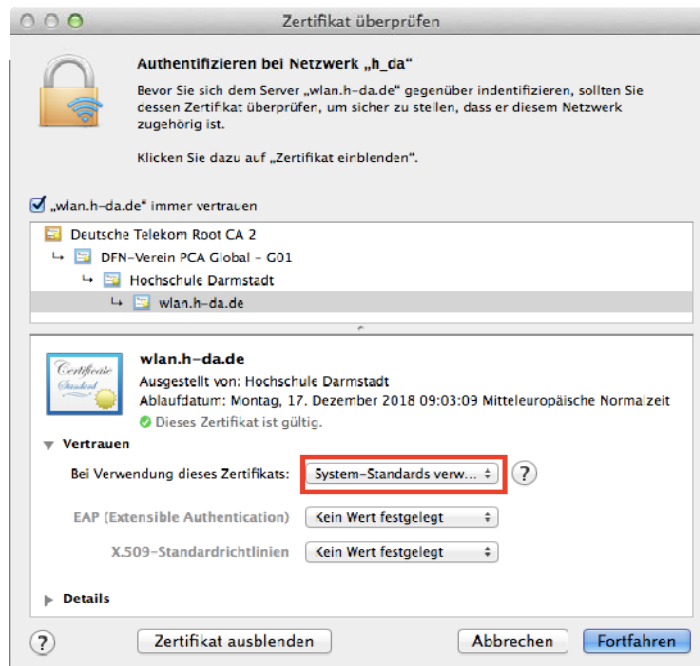 Zertifikat überprüfen
Authentifizieren bei Netzwerk „h_da“
Bevor Sie sich dem Server „wlan.h-da.de“ gegenüber indentifizieren, sollten Sie
dessen Zertifikat überprüfen, um sicher zu stellen, dass er diesem Netzwerk
zugehörig ist.
Klicken Sie dazu auf „Zertifikat einblenden“.
„wlan.h-da.de“ immer vertrauen
Deutsche Telekom Root CA 2
DFN-Verein PCA Global - G01
Hochschule Darmstadt
wlan.h-da.de
Certificate
Standard
wlan.h-da.de
Ausgestellt von: Hochschule Darmstadt
Ablaufdatum: Montag, 17. Dezember 2018 09:03:09 Mitteleuropäische Normalzeit
Dieses Zertifikat ist gültig.
Vertrauen
Bei Verwendung dieses Zertifikats: System-Standards verw... ?
EAP (Extensible Authentication) Kein Wert festgelegt
X.509-Standardrichtlinien Kein Wert festgelegt
Details
? Zertifikat ausblenden Abbrechen Fortfahren